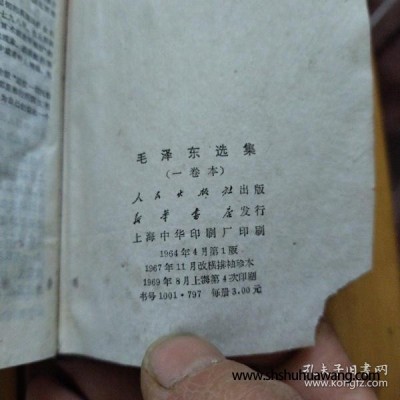 毛泽东选集
(一卷本)
人民出版社出版
新华书店发行
上海中华印刷厂印刷
1964年4月第1版
1967年11月改横排袖珍本
1969年8月上海第4次印刷
书号1001·797 每册3.00元
www.shshuhuawang.com
孔夫子旧书网
www.kongfz.com